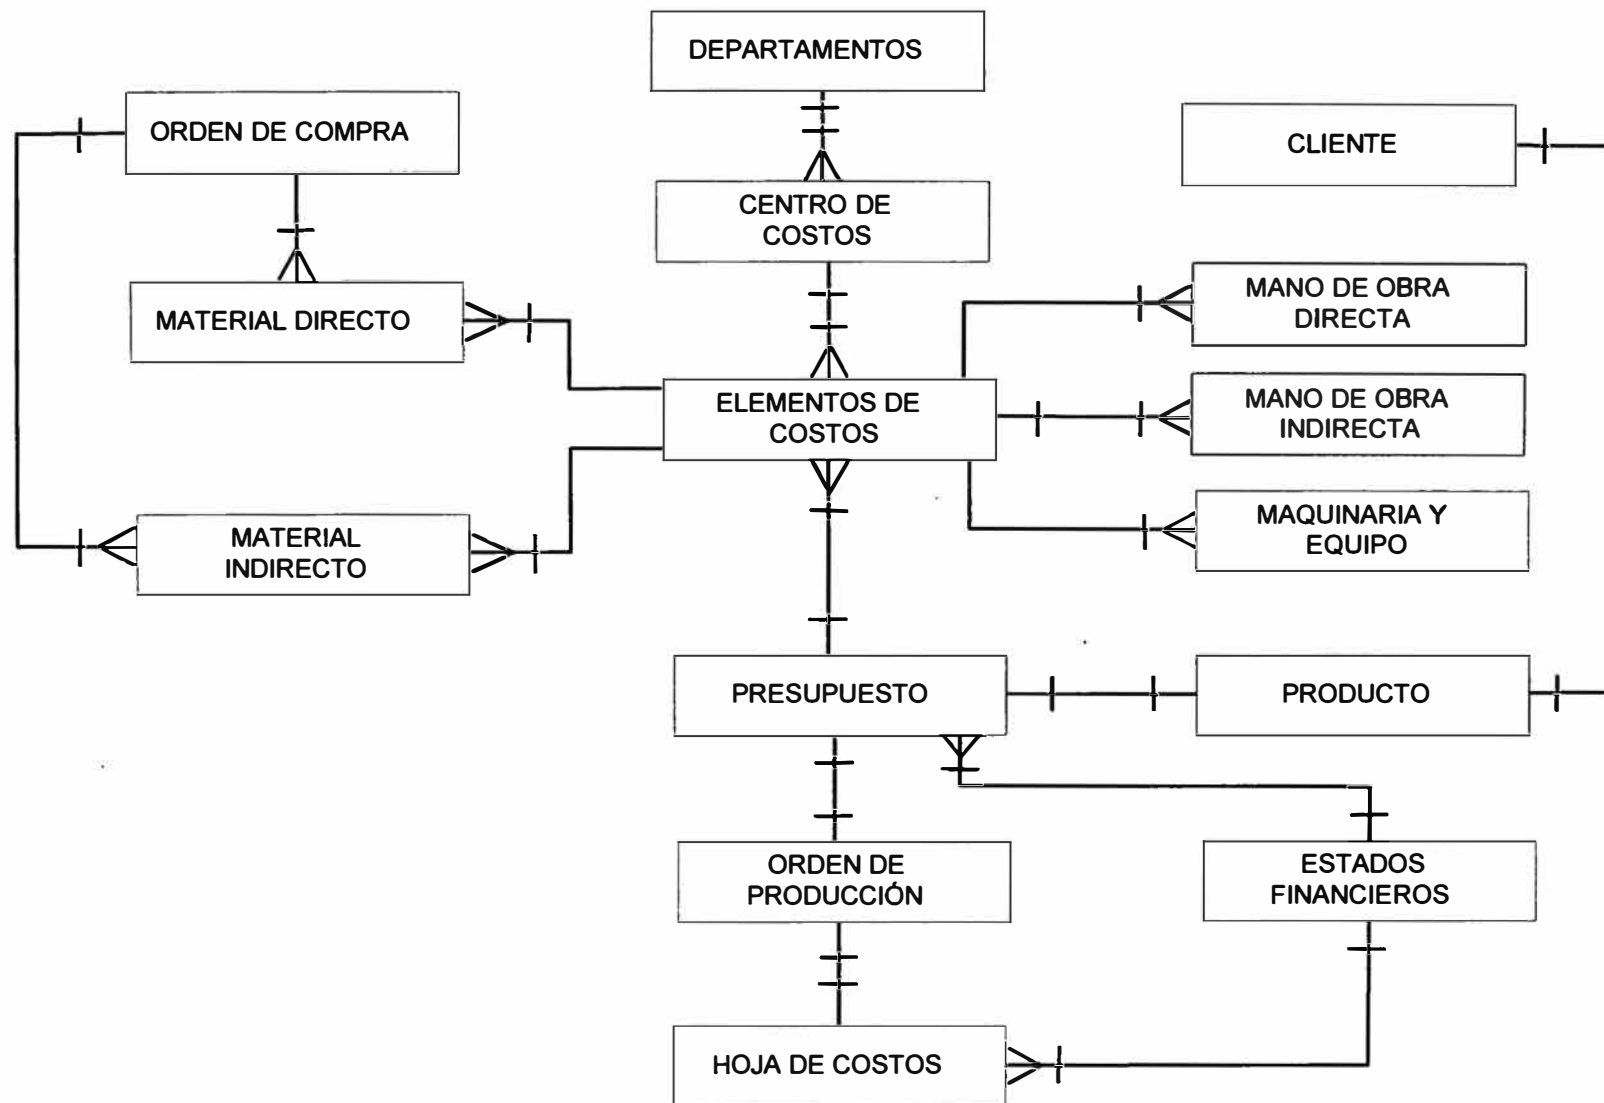 DEPARTAMENTOS
ORDEN DE COMPRA
CLIENTE
CENTRO DE
COSTOS
MATERIAL DIRECTO
MANO DE OBRA
DIRECTA
ELEMENTOS DE
COSTOS
MANO DE OBRA
INDIRECTA
MATERIAL
INDIRECTO
MAQUINARIA Y
EQUIPO
PRESUPUESTO
PRODUCTO
ORDEN DE
PRODUCCIÓN
ESTADOS
FINANCIEROS
HOJA DE COSTOS